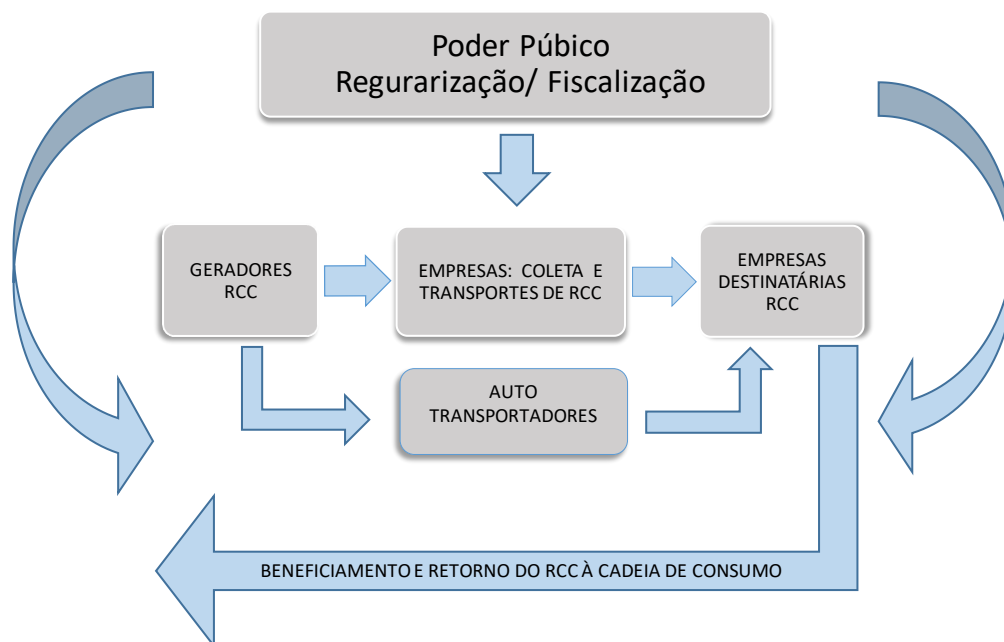 Poder Púbico
Regurarização/ Fiscalização
GERADORES
RCC
EMPRESAS: COLETA E
TRANSPORTES DE RCC
EMPRESAS
DESTINATÁRIAS
RCC
AUTO
TRANSPORTADORES
BENEFICIAMENTO E RETORNO DO RCC À CADEIA DE CONSUMO